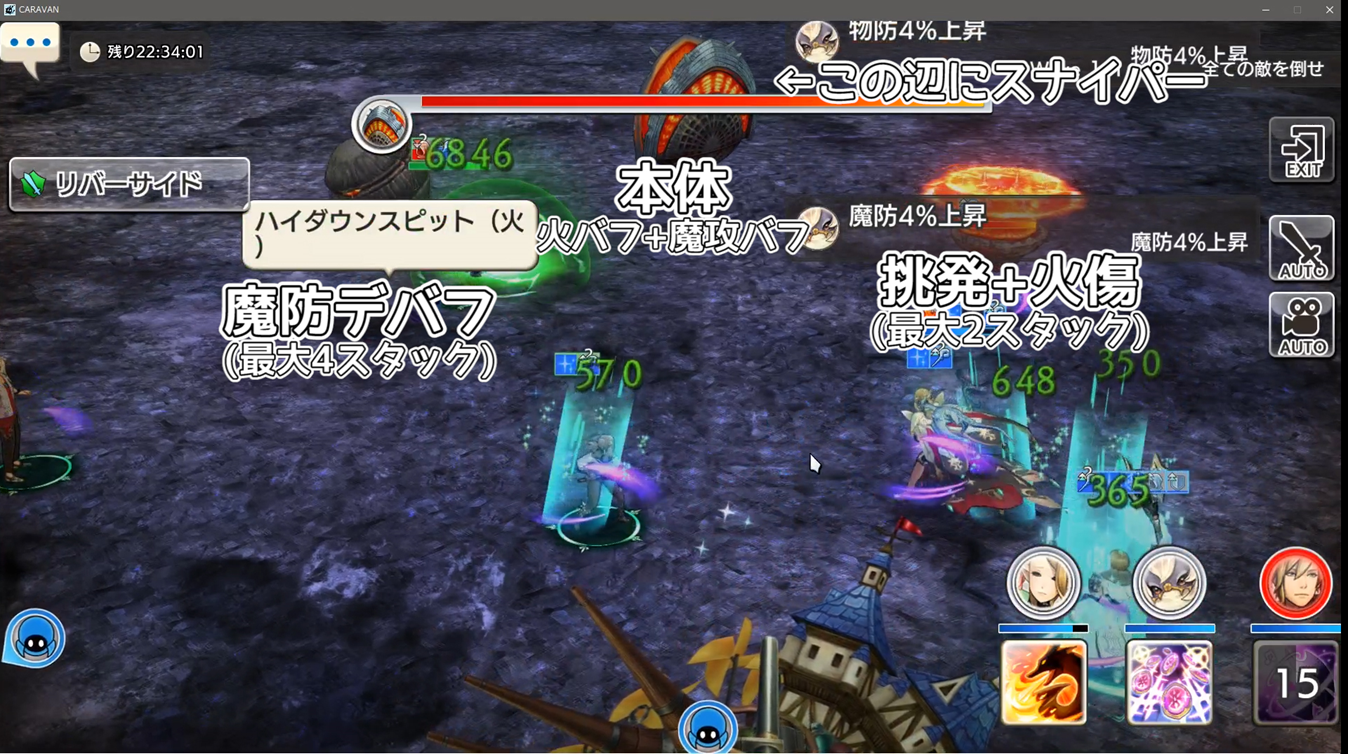 CARAVAN
残り22:34:01
物防4%上昇
物防4%上昇
全ての敵を倒せ
←この辺にスナイパー
6846
リバーサイド
EXIT
本体
火バフ+魔攻バフ
ハイダウンスピット（火
）
魔防4%上昇
魔防4%上昇
AUTO
魔防デバフ
(最大4スタック)
挑発+火傷
(最大2スタック)
AUTO
570
648
350
365
15